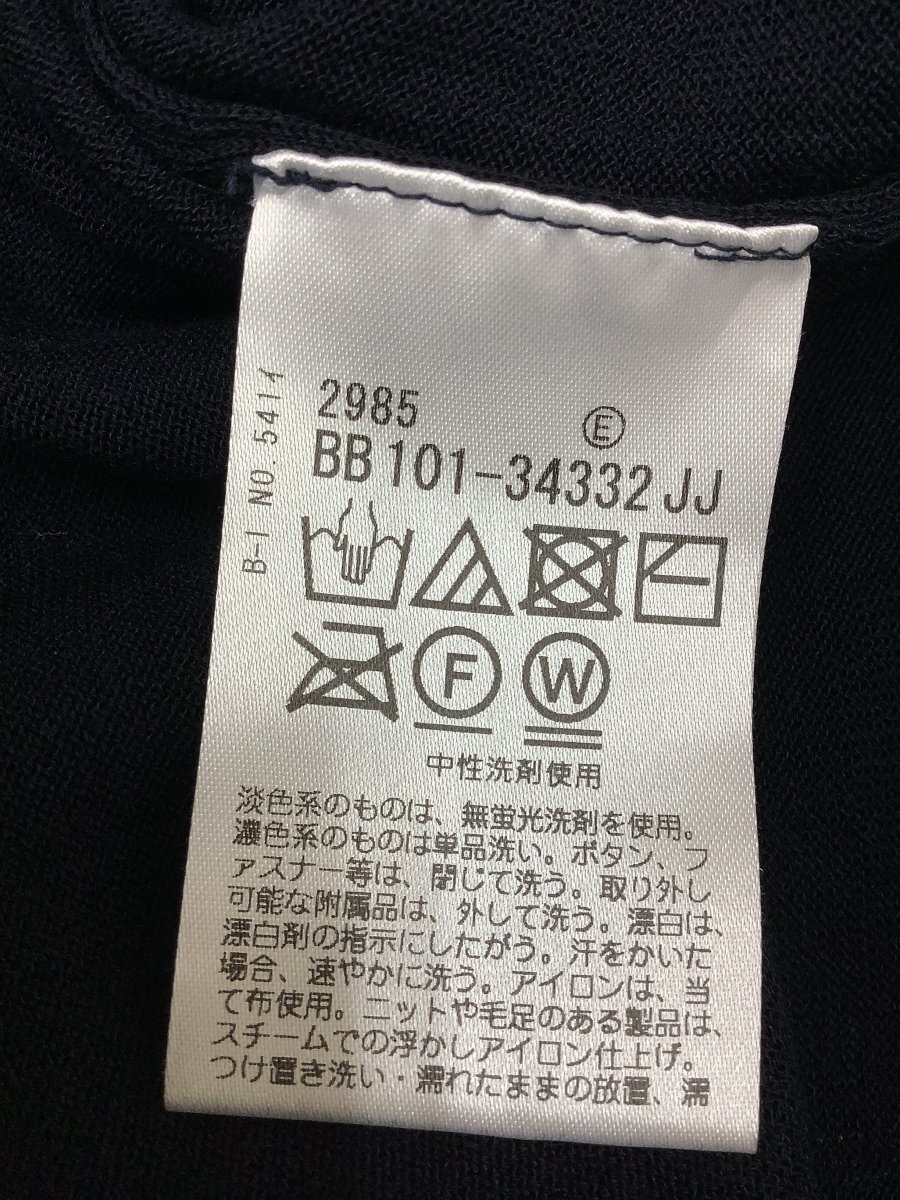 2985
Ⓔ
BB101-34332JJ
B-I NO.541イ
F
W
中性洗剤使用
淡色系のものは、無蛍光洗剤を使用。
濃色系のものは単品洗い。ボタン、フ
ァスナー等は、閉じて洗う。取り外し
可能な附属品は、外して洗う。漂白は、
漂白剤の指示にしたがう。汗をかいた
場合、速やかに洗う。アイロンは、当
て布使用。ニットや毛足のある製品は、
スチームでの浮かしアイロン仕上げ。
つけ置き洗い・濡れたままの放置、濡